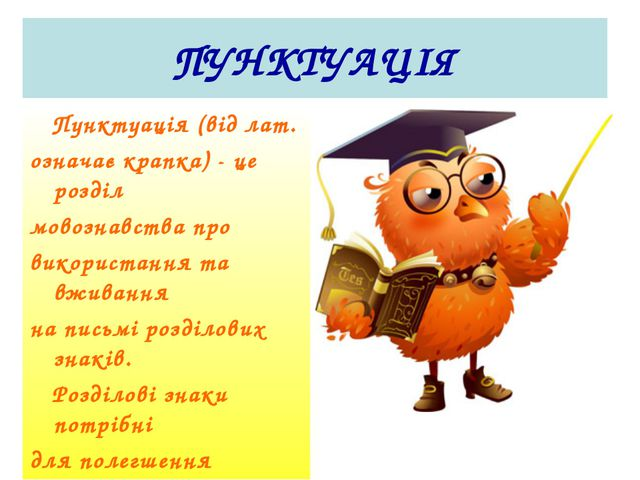 ПУНКТУАЦІЯ
Пунктуація (від лат.
означає крапка) - це
розділ
мовознавства про
використання та
вживання
на письмі розділових
знаків.
Розділові знаки
потрібні
для полегшення
Tes